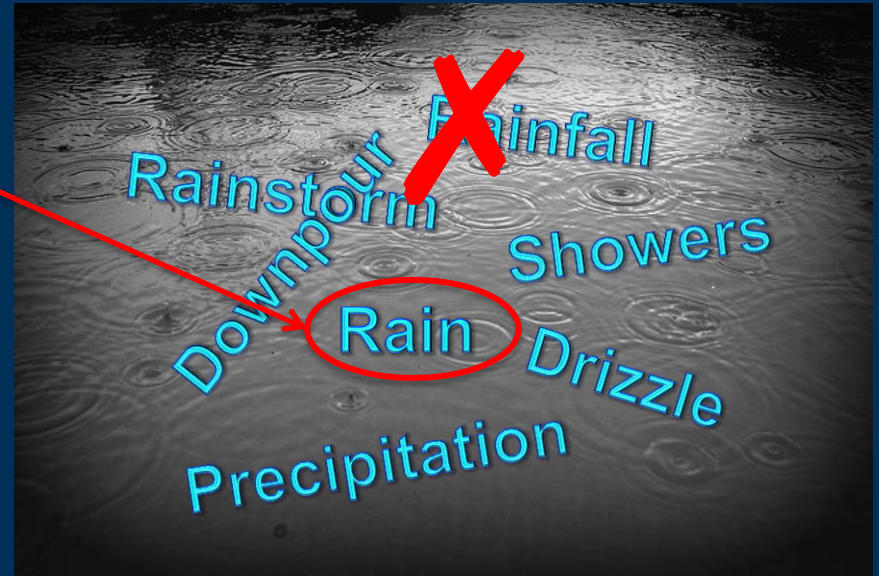 Rainfall
Rainstorm
Downpour
Showers
Rain
Drizzle
Precipitation